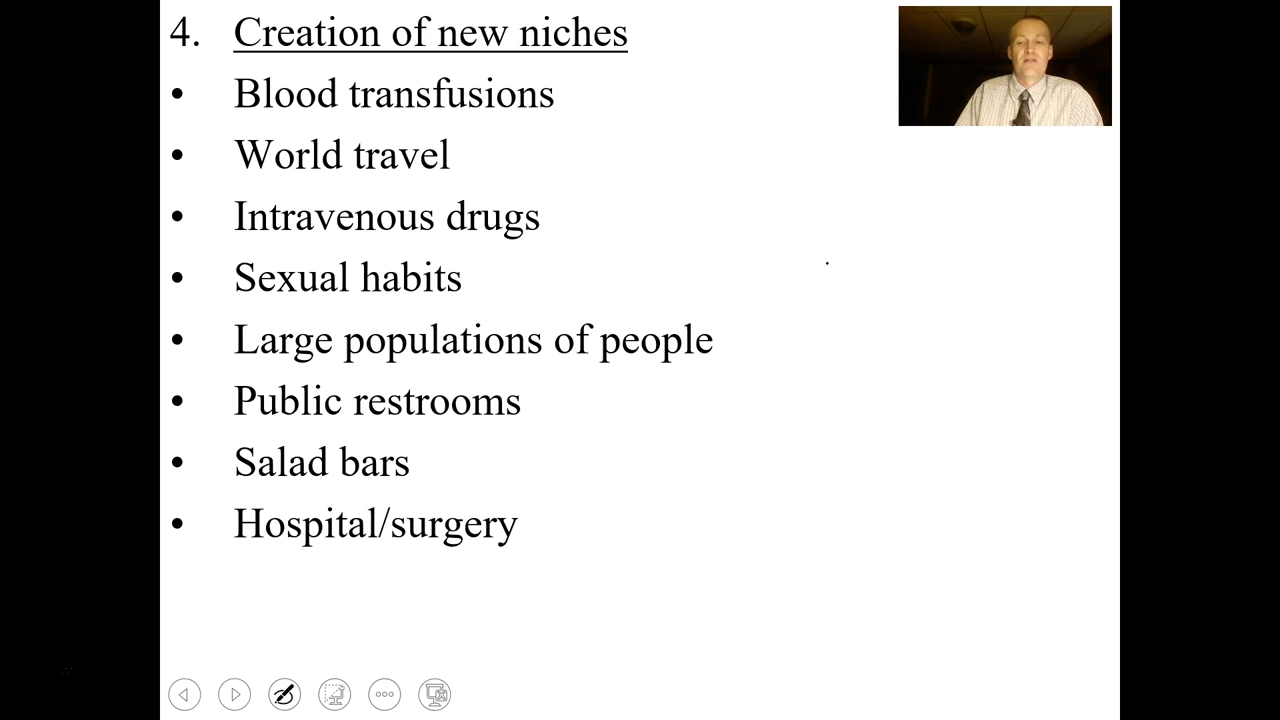 4. Creation of new niches
• Blood transfusions
• World travel
• Intravenous drugs
• Sexual habits
• Large populations of people
• Public restrooms
• Salad bars
• Hospital/surgery